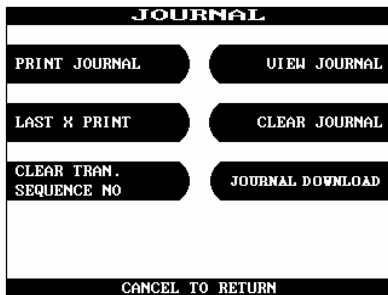 JOURNAL
PRINT JOURNAL
VIEW JOURNAL
LAST X PRINT
CLEAR JOURNAL
CLEAR TRAN.
SEQUENCE NO
JOURNAL DOWNLOAD
CANCEL TO RETURN